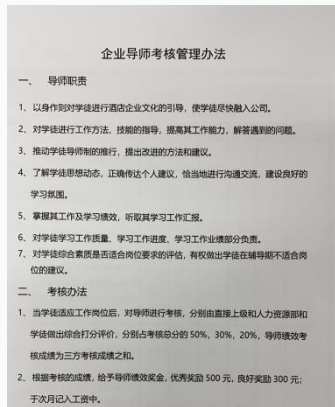 企业导师考核管理办法
一、 导师职责
1、以身作则对学徒进行酒店企业文化的引导，使学徒尽快融入公司。
2、对学徒进行工作方法、技能的指导，提高其工作能力，解答遇到的问题。
3、推动学徒导师制的推行，提出改进的方法和建议。
4、了解学徒思想动态，正确传达个人建议，恰当地进行沟通交流，建设良好的
学习氛围。
5、掌握其工作及学习绩效，听取其学习工作汇报。
6、对学徒学习工作质量、学习工作进度、学习工作业绩部分负责。
7、对学徒综合素质是否适合岗位要求的评估，有权做出学徒在辅导期不适合岗
位的建议。
二、 考核办法
1、当学徒适应工作岗位后，对导师进行考核，分别由直接上级和人力资源部和
学徒做出综合打分评价，分别占考核总分的 50%，30%，20%，导师绩效考
核成绩为三方考核成绩之和。
2、根据考核的成绩，给予导师绩效奖金，优秀奖励 500 元，良好奖励 300 元；
于次月记入工资中。